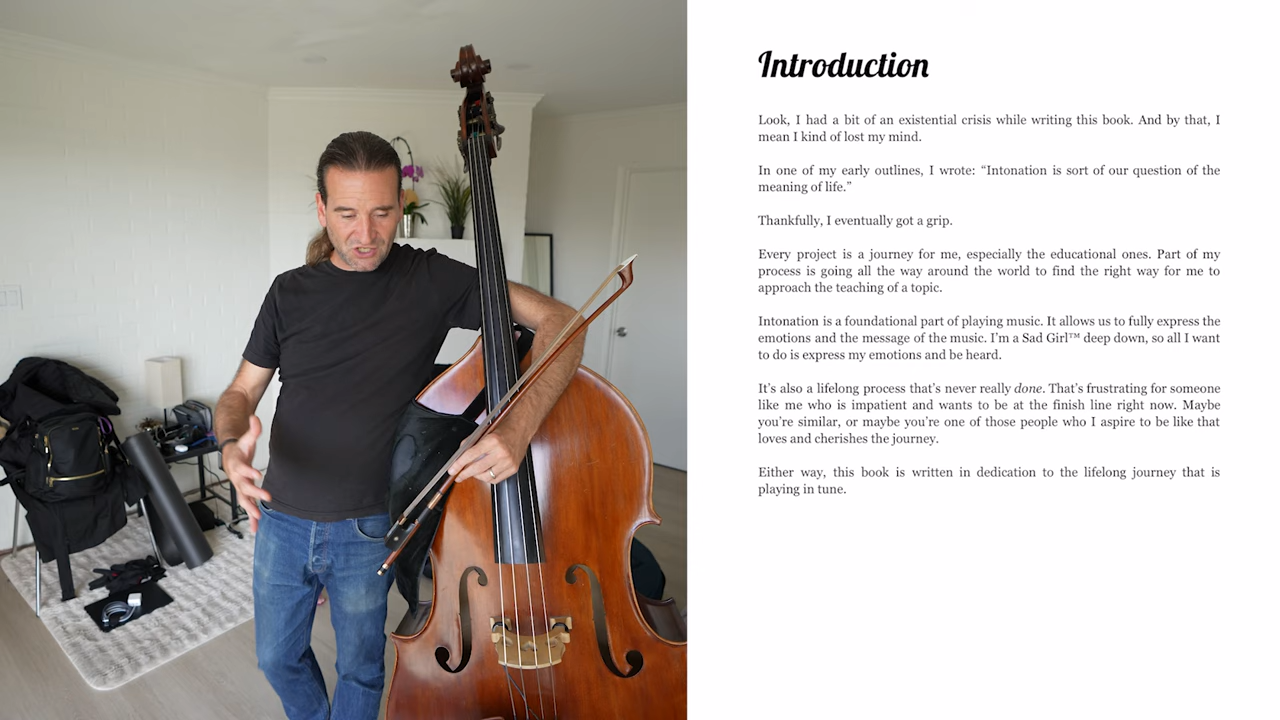 Introduction
Look, I had a bit of an existential crisis while writing this book. And by that, I
mean I kind of lost my mind.
In one of my early outlines, I wrote: “Intonation is sort of our question of the
meaning of life.”
Thankfully, I eventually got a grip.
Every project is a journey for me, especially the educational ones. Part of my
process is going all the way around the world to find the right way for me to
approach the teaching of a topic.
Intonation is a foundational part of playing music. It allows us to fully express the
emotions and the message of the music. I’m a Sad Girl™ deep down, so all I want
to do is express my emotions and be heard.
It’s also a lifelong process that’s never really done. That’s frustrating for someone
like me who is impatient and wants to be at the finish line right now. Maybe
you’re similar, or maybe you’re one of those people who I aspire to be like that
loves and cherishes the journey.
Either way, this book is written in dedication to the lifelong journey that is
playing in tune.